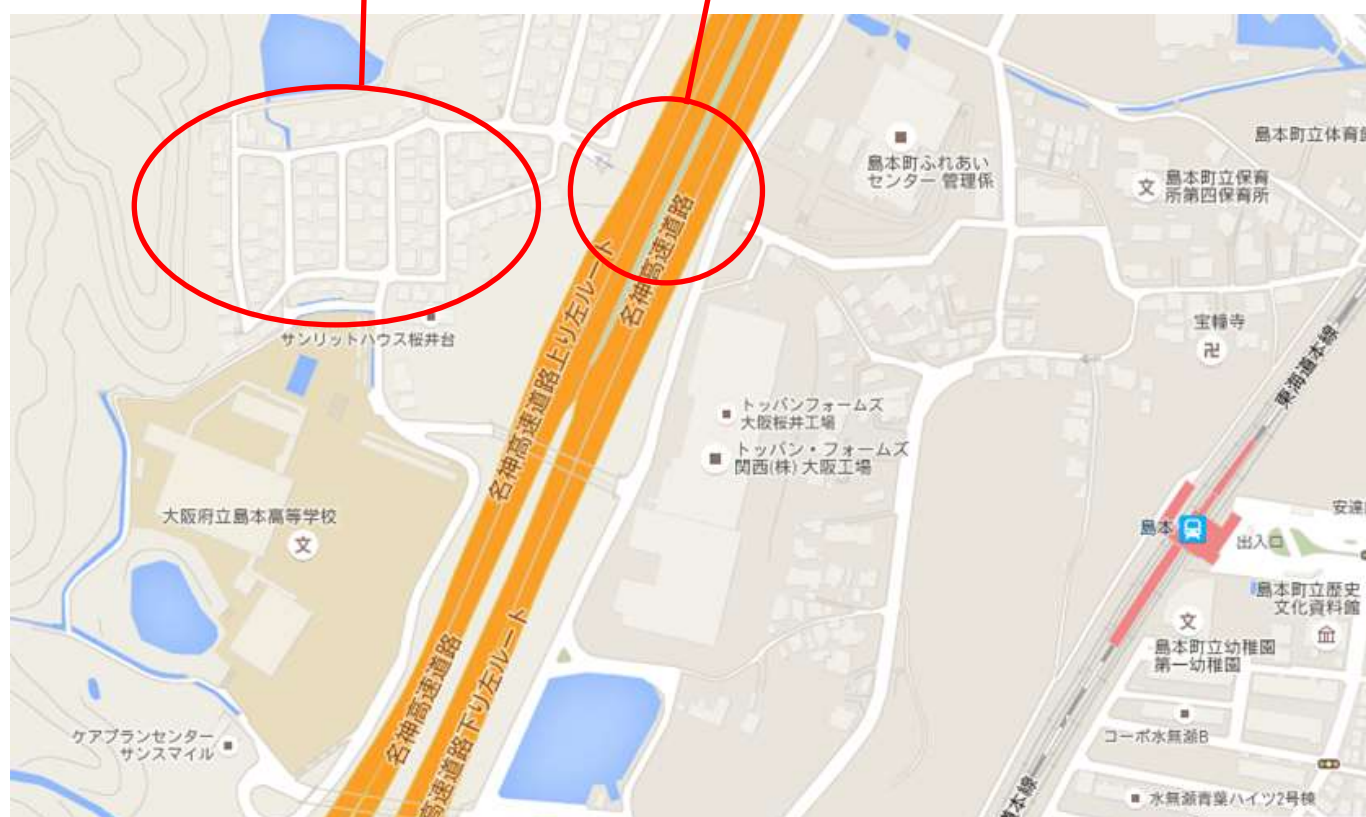 島本町立体育館
島本町ふれあい
センター 管理係
島本町立保育
所第四保育所
名神高速道路
名神高速道路上り左ルート
宝幢寺
サンリットハウス桜井台
東海道本線
トッパンフォームズ
大阪桜井工場
トッパン・フォームズ
関西(株) 大阪工場
大阪府立島本高等学校
島本
出入口
安達
島本町立歴史
文化資料館
島本町立幼稚園
第一幼稚園
名神高速道路
高速道路下り左ルート
ケアプランセンター
サンスマイル
コーポ水無瀬B
道本線
水無瀬青葉ハイツ2号棟